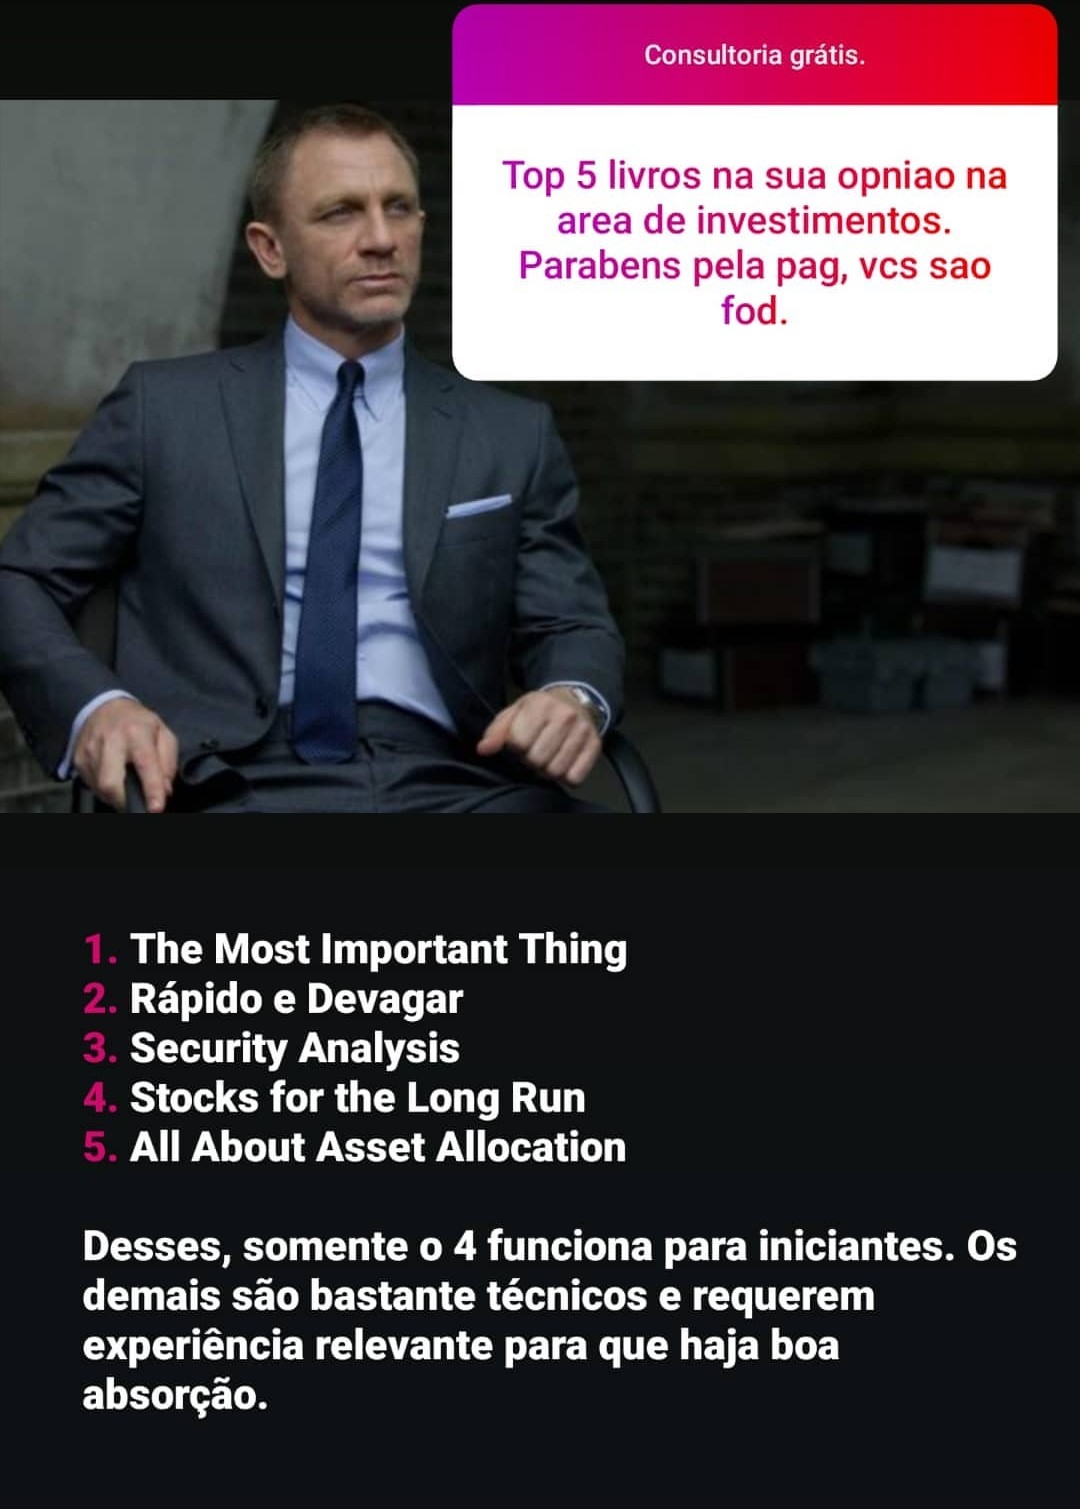 Consultoria grátis.
Top 5 livros na sua opniao na
area de investimentos.
Parabens pela pag, vcs sao
fod.
1. The Most Important Thing
2. Rápido e Devagar
3. Security Analysis
4. Stocks for the Long Run
5. All About Asset Allocation
Desses, somente o 4 funciona para iniciantes. Os
demais são bastante técnicos e requerem
experiência relevante para que haja boa
absorção.